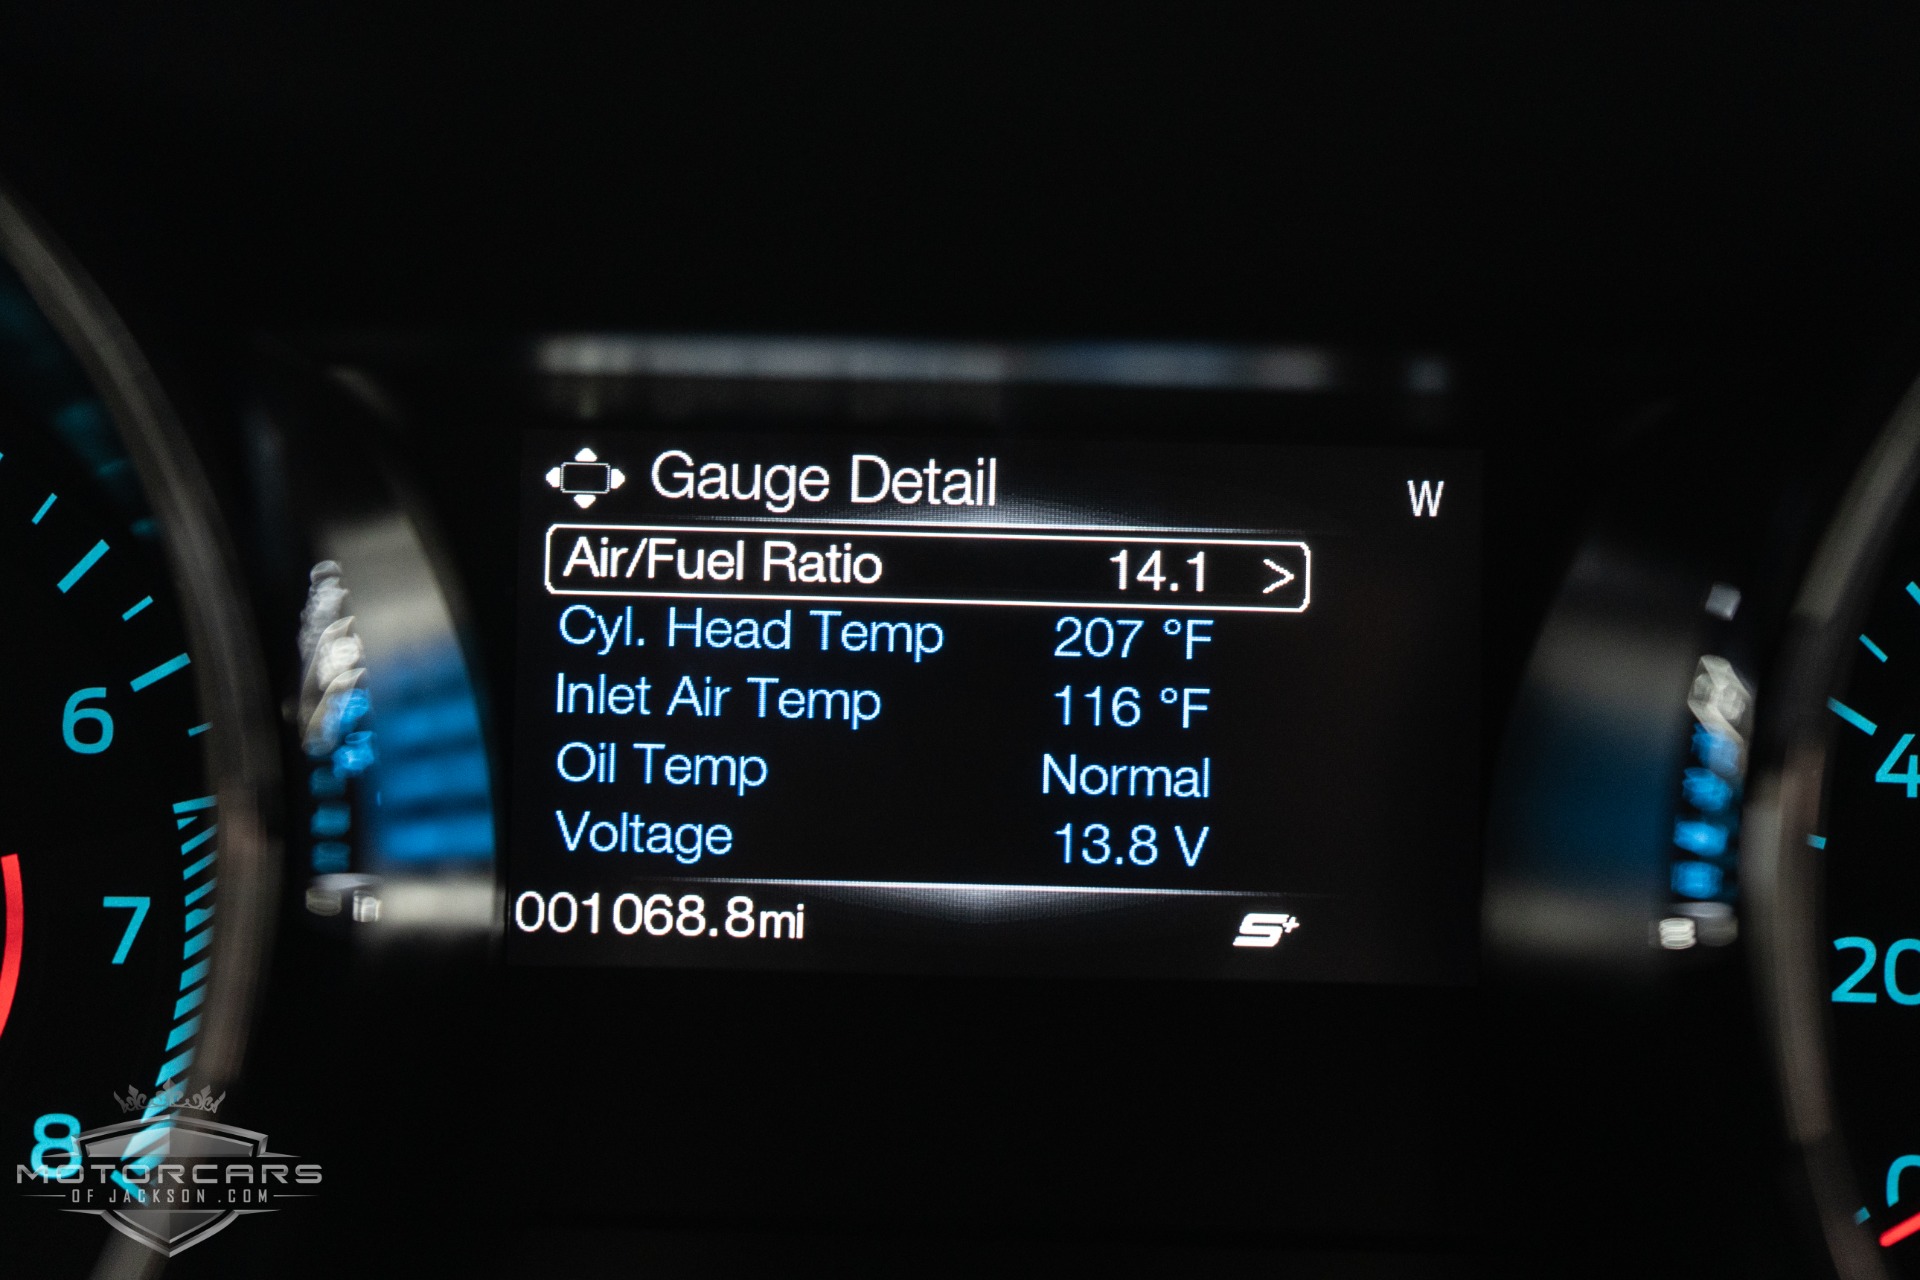 Gauge Detail
W
Air/Fuel Ratio 14.1 >
Cyl. Head Temp 207 °F
Inlet Air Temp 116 °F
Oil Temp Normal
Voltage 13.8 V
001068.8mi
S+
6
7
8
4
20
0
MOTORCARS
OF JACKSON.COM